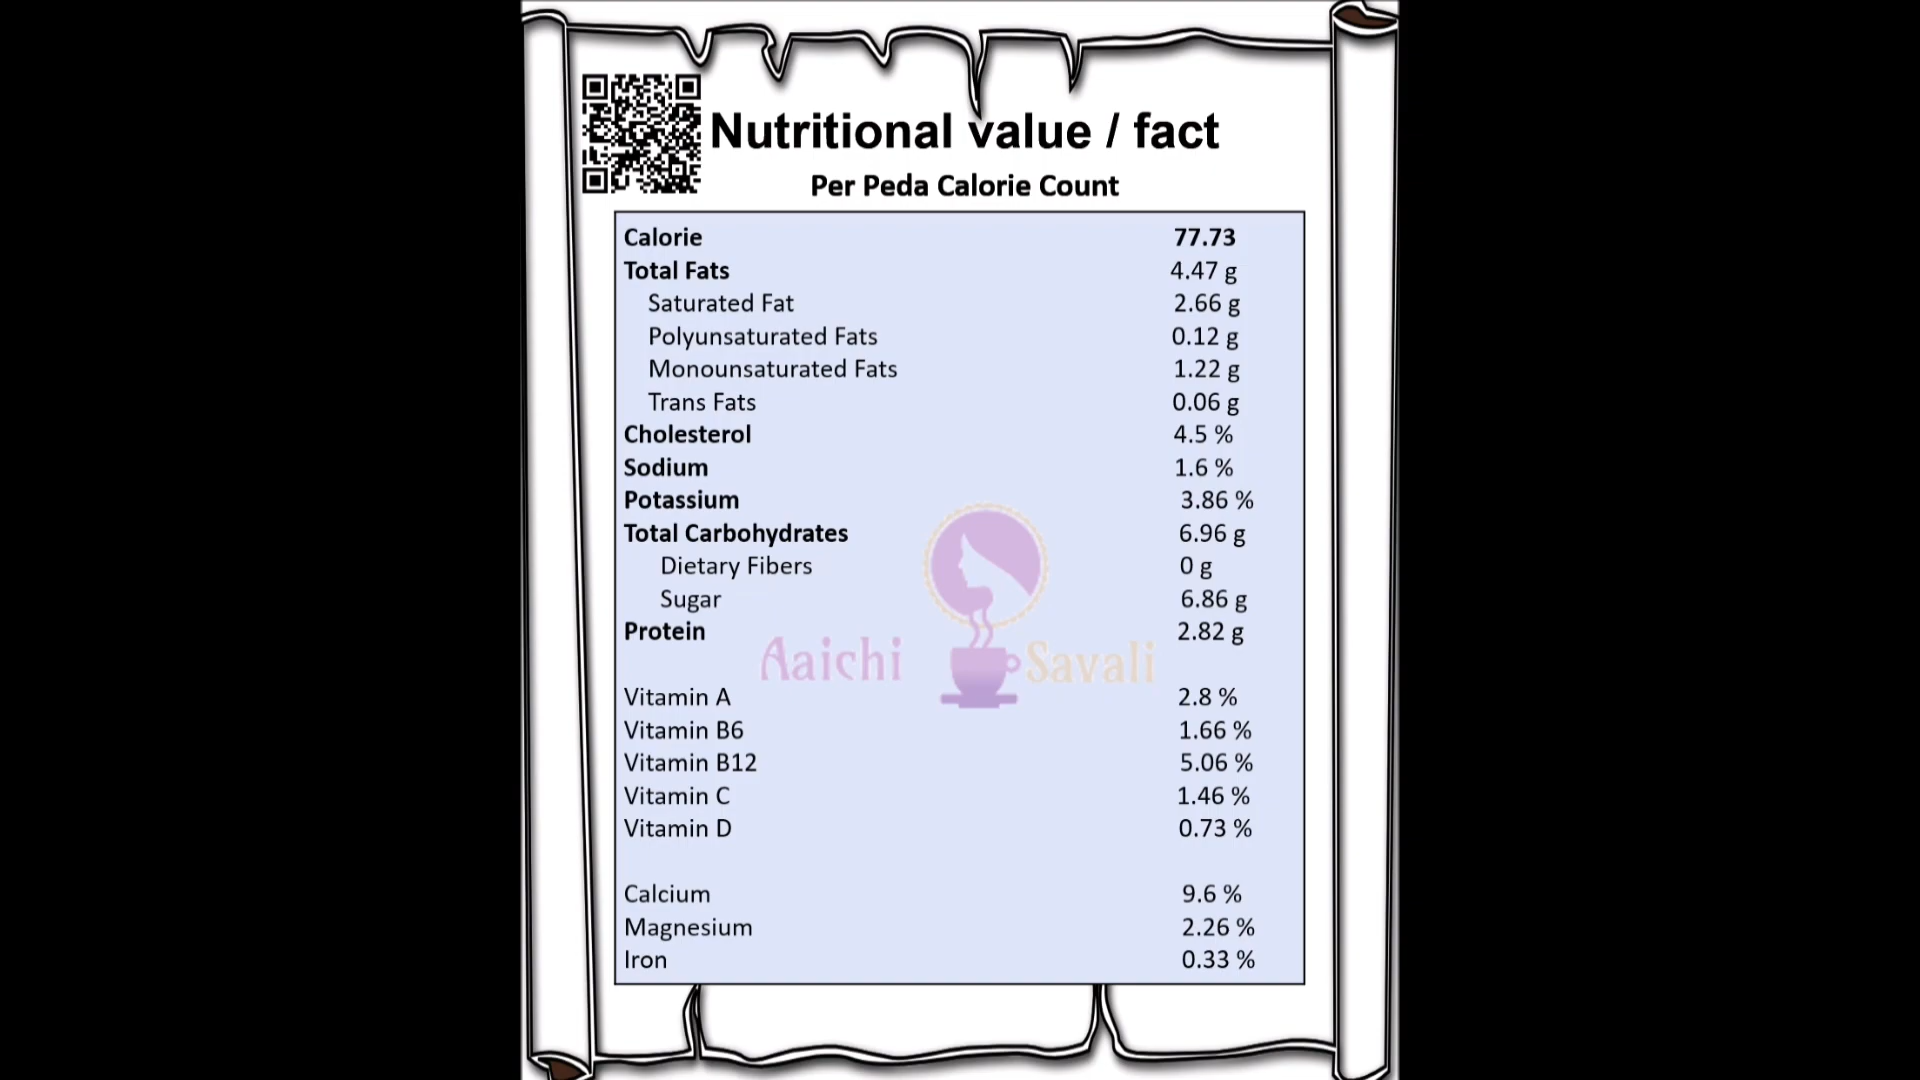 Nutritional value / fact
Per Peda Calorie Count
Calorie 77.73
Total Fats 4.47 g
Saturated Fat 2.66 g
Polyunsaturated Fats 0.12 g
Monounsaturated Fats 1.22 g
Trans Fats 0.06 g
Cholesterol 4.5 %
Sodium 1.6 %
Potassium 3.86 %
Total Carbohydrates 6.96 g
Dietary Fibers 0 g
Sugar 6.86 g
Protein 2.82 g
Aaichi Savali
Vitamin A 2.8 %
Vitamin B6 1.66 %
Vitamin B12 5.06 %
Vitamin C 1.46 %
Vitamin D 0.73 %
Calcium 9.6 %
Magnesium 2.26 %
Iron 0.33 %